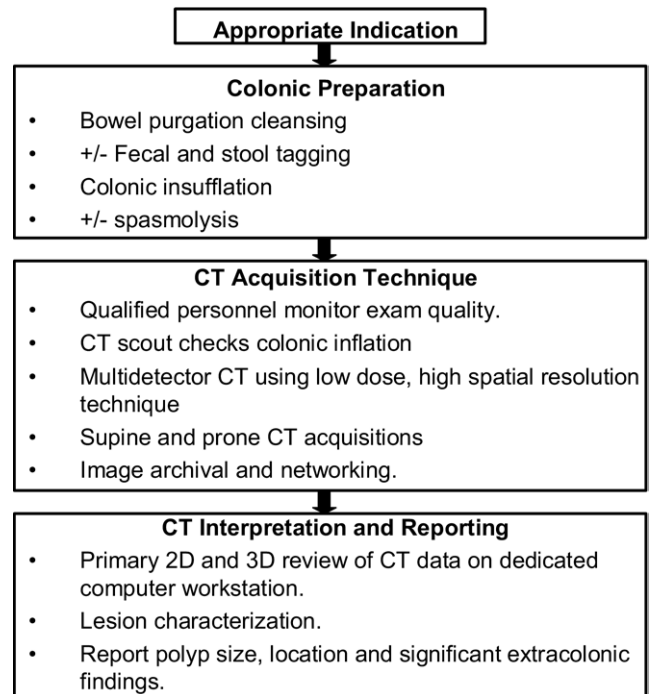 Appropriate Indication
Colonic Preparation
• Bowel purgation cleansing
• +/- Fecal and stool tagging
• Colonic insufflation
• +/- spasmolysis
CT Acquisition Technique
• Qualified personnel monitor exam quality.
• CT scout checks colonic inflation
• Multidetector CT using low dose, high spatial resolution
technique
• Supine and prone CT acquisitions
• Image archival and networking.
CT Interpretation and Reporting
• Primary 2D and 3D review of CT data on dedicated
computer workstation.
• Lesion characterization.
• Report polyp size, location and significant extracolonic
findings.